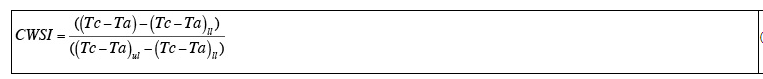 CWSI = ((Tc – Ta) – (Tc – Ta)ll) / ((Tc – Ta)ul – (Tc – Ta)ll)
(